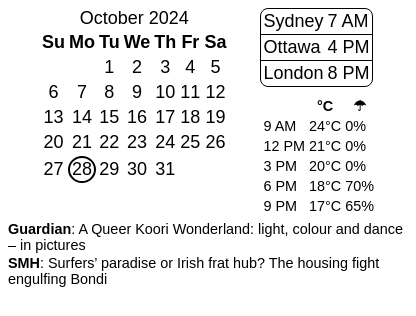 October 2024
Su Mo Tu We Th Fr Sa
1 2 3 4 5
6 7 8 9 10 11 12
13 14 15 16 17 18 19
20 21 22 23 24 25 26
27 28 29 30 31
Sydney 7 AM
Ottawa 4 PM
London 8 PM
°C ☂
9 AM 24°C 0%
12 PM 21°C 0%
3 PM 20°C 0%
6 PM 18°C 70%
9 PM 17°C 65%
Guardian: A Queer Koori Wonderland: light, colour and dance
– in pictures
SMH: Surfers’ paradise or Irish frat hub? The housing fight
engulfing Bondi